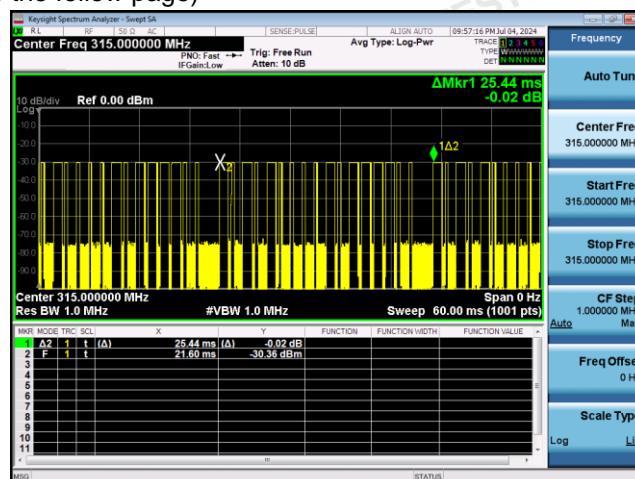 the follow page)
Keysight Spectrum Analyzer - Swept SA
RL RF 50 Ω AC SENSE:PULSE ALIGN AUTO 09:57:16 PM Jul 04, 2024
Center Freq 315.000000 MHz Avg Type: Log-Pwr TRACE 1 2 3 4 5 6
PNO: Fast Trig: Free Run TYPE WWWWWW
IFGain:Low Atten: 10 dB DET N N N N N N
Frequency
ΔMkr1 25.44 ms
-0.02 dB
10 dB/div Ref 0.00 dBm
Log
-10.0
-20.0
-30.0
-40.0
-50.0
-60.0
-70.0
-80.0
-90.0
X2
1Δ2
Center 315.000000 MHz Span 0 Hz
Res BW 1.0 MHz #VBW 1.0 MHz Sweep 60.00 ms (1001 pts)
MKR MODE TRC SCL X Y FUNCTION FUNCTION WIDTH FUNCTION VALUE
1 Δ2 1 t (Δ) 25.44 ms (Δ) -0.02 dB
2 F 1 t 21.60 ms -30.36 dBm
3
4
5
6
7
8
9
10
11
MSG STATUS
Auto Tun
Center Fre
315.000000 MH
Start Fre
315.000000 MH
Stop Fre
315.000000 MH
CF Step
1.000000 MH
Auto Ma
Freq Offse
0 H
Scale Typ
Log Li